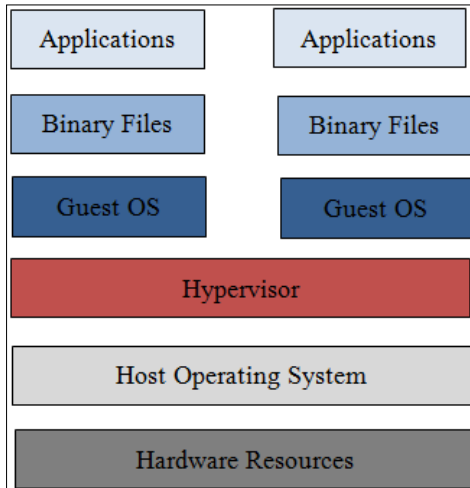 Applications
Applications
Binary Files
Binary Files
Guest OS
Guest OS
Hypervisor
Host Operating System
Hardware Resources